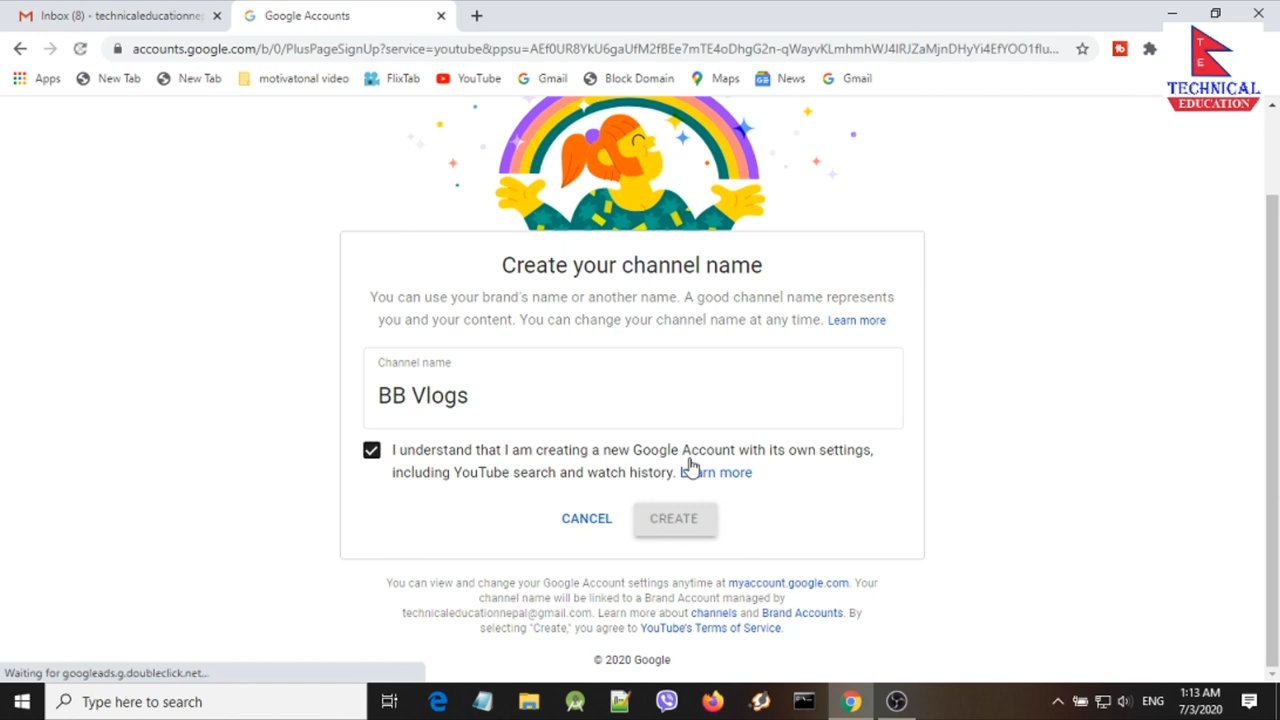 Inbox (8) - technicaleducationnep
Google Accounts
accounts.google.com/b/0/PlusPageSignUp?service=youtube&ppsu=AEf0UR8YkU6gaUfM2fBEe7mTE4oDhgG2n-qWayvKLmhmhWJ4lRJZaMjnDHyYi4EfYOO1flu...
Apps
New Tab
New Tab
motivatonal video
FlixTab
YouTube
Gmail
Block Domain
Maps
News
Gmail
T
E
TECHNICAL
EDUCATION
Create your channel name
You can use your brand's name or another name. A good channel name represents
you and your content. You can change your channel name at any time. Learn more
Channel name
BB Vlogs
I understand that I am creating a new Google Account with its own settings,
including YouTube search and watch history. Learn more
CANCEL
CREATE
You can view and change your Google Account settings anytime at myaccount.google.com. Your
channel name will be linked to a Brand Account managed by
technicaleducationnepal@gmail.com. Learn more about channels and Brand Accounts. By
selecting "Create," you agree to YouTube's Terms of Service.
© 2020 Google
Waiting for googleads.g.doubleclick.net...
Type here to search
ENG
1:13 AM
7/3/2020